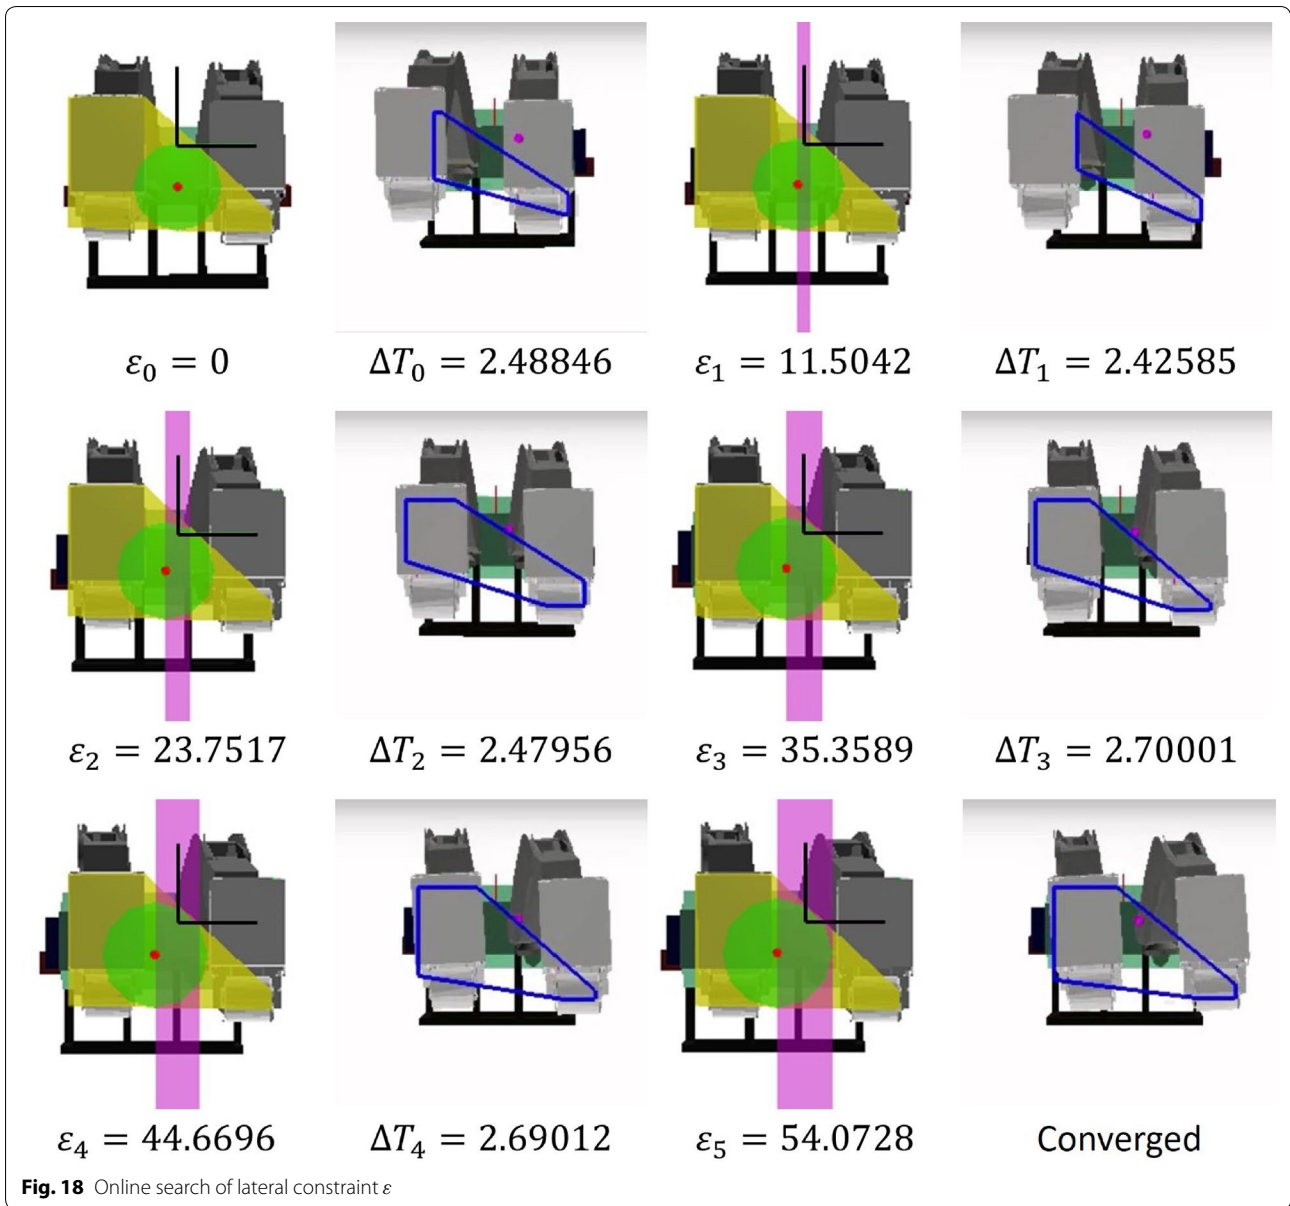 ε₀ = 0 ΔT₀ = 2.48846 ε₁ = 11.5042 ΔT₁ = 2.42585
ε₂ = 23.7517 ΔT₂ = 2.47956 ε₃ = 35.3589 ΔT₃ = 2.70001
ε₄ = 44.6696 ΔT₄ = 2.69012 ε₅ = 54.0728 Converged
Fig. 18 Online search of lateral constraint ε